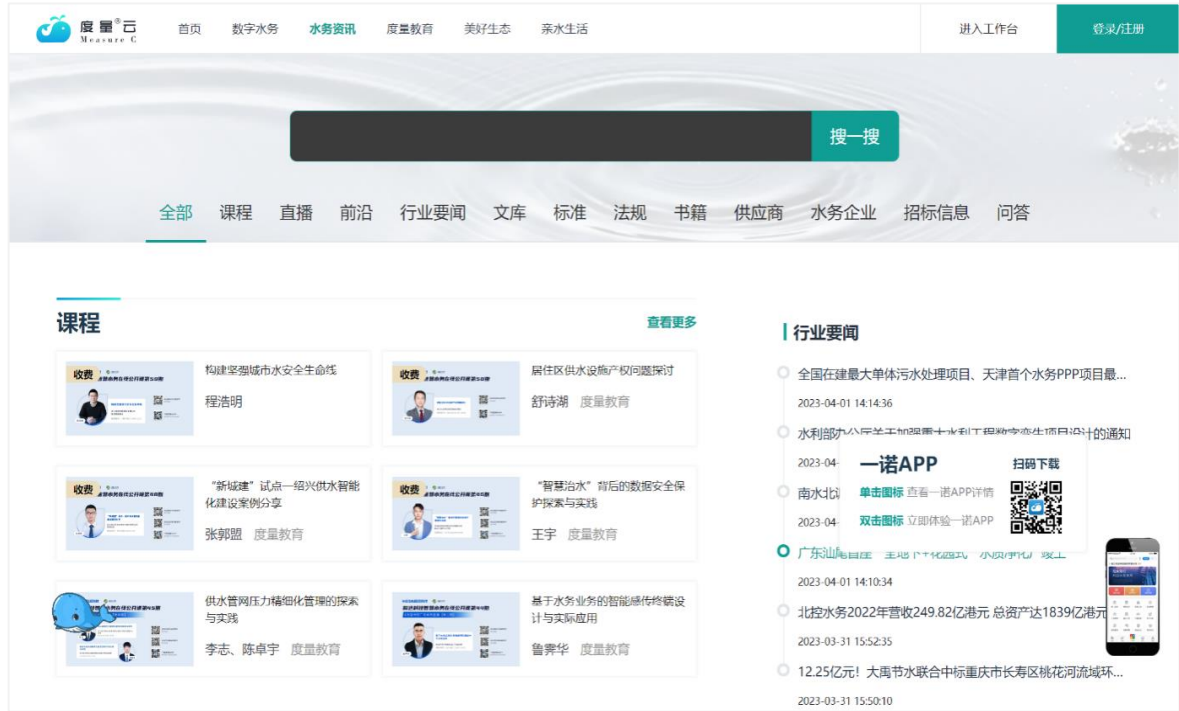 度量®云
Measure C
首页
数字水务
水务资讯
度量教育
美好生态
亲水生活
进入工作台
登录/注册
搜一搜
全部
课程
直播
前沿
行业要闻
文库
标准
法规
书籍
供应商
水务企业
招标信息
问答
课程
查看更多
收费
构建坚强城市水安全生命线
程浩明
收费
居住区供水设施产权问题探讨
舒诗湖 度量教育
收费
“新城建”试点—绍兴供水智能
化建设案例分享
张郭盟 度量教育
收费
“智慧治水”背后的数据安全保
护探索与实践
王宇 度量教育
供水管网压力精细化管理的探索
与实践
李志、陈卓宇 度量教育
基于水务业务的智能感传终端设
计与实际应用
鲁霁华 度量教育
行业要闻
全国在建最大单体污水处理项目、天津首个水务PPP项目最...
2023-04-01 14:14:36
水利部办公厅关于加强重大水利工程数字孪生项目设计的通知
2023-04-
南水北
2023-04-
一诺APP
扫码下载
单击图标 查看一诺APP详情
双击图标 立即体验一诺APP
广东汕尾首座“全地下+花园式”水质净化厂竣工
2023-04-01 14:10:34
北控水务2022年营收249.82亿港元 总资产达1839亿港元
2023-03-31 15:52:35
12.25亿元！大禹节水联合中标重庆市长寿区桃花河流域环...
2023-03-31 15:50:10